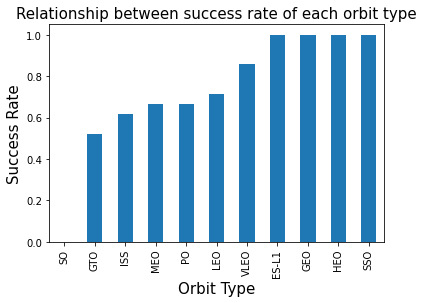 Relationship between success rate of each orbit type
Success Rate
1.0
0.8
0.6
0.4
0.2
0.0
SO
GTO
ISS
MEO
PO
LEO
VLEO
ES-L1
GEO
HEO
SSO
Orbit Type